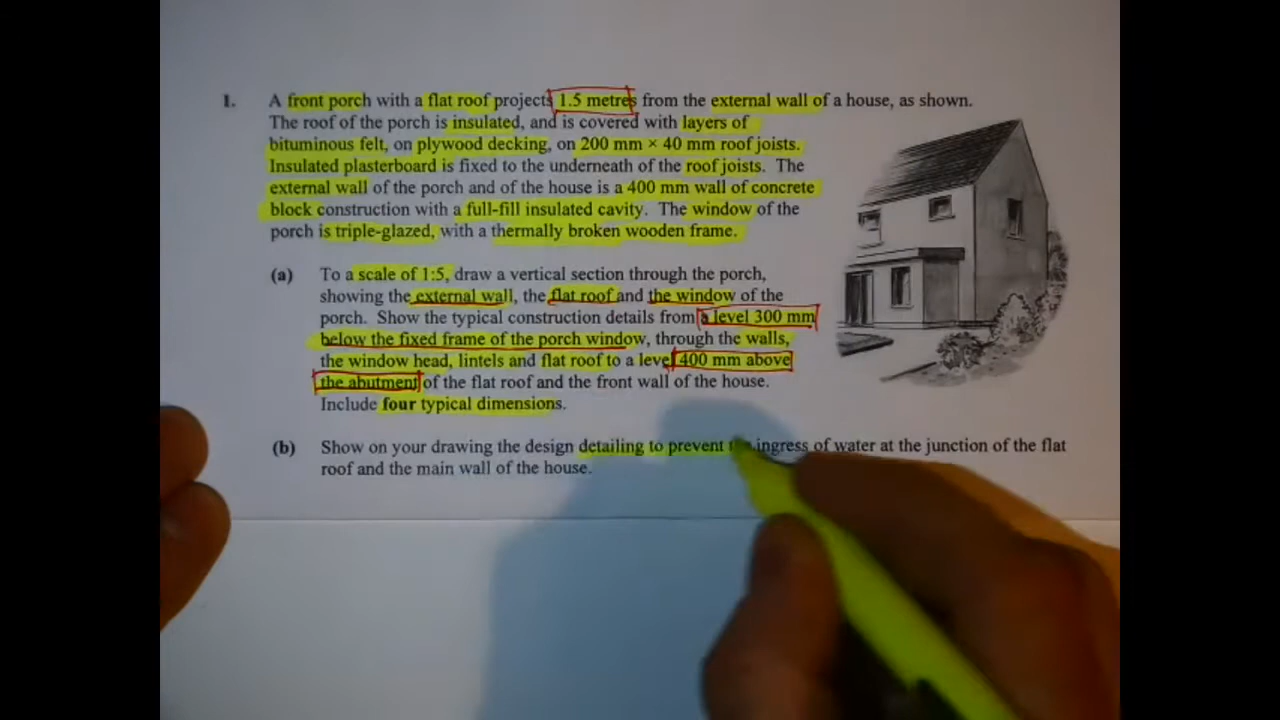 1. A front porch with a flat roof projects 1.5 metres from the external wall of a house, as shown.
The roof of the porch is insulated, and is covered with layers of
bituminous felt, on plywood decking, on 200 mm × 40 mm roof joists.
Insulated plasterboard is fixed to the underneath of the roof joists. The
external wall of the porch and of the house is a 400 mm wall of concrete
block construction with a full-fill insulated cavity. The window of the
porch is triple-glazed, with a thermally broken wooden frame.
(a) To a scale of 1:5, draw a vertical section through the porch,
showing the external wall, the flat roof and the window of the
porch. Show the typical construction details from a level 300 mm
below the fixed frame of the porch window, through the walls,
the window head, lintels and flat roof to a level 400 mm above
the abutment of the flat roof and the front wall of the house.
Include four typical dimensions.
(b) Show on your drawing the design detailing to prevent ingress of water at the junction of the flat
roof and the main wall of the house.